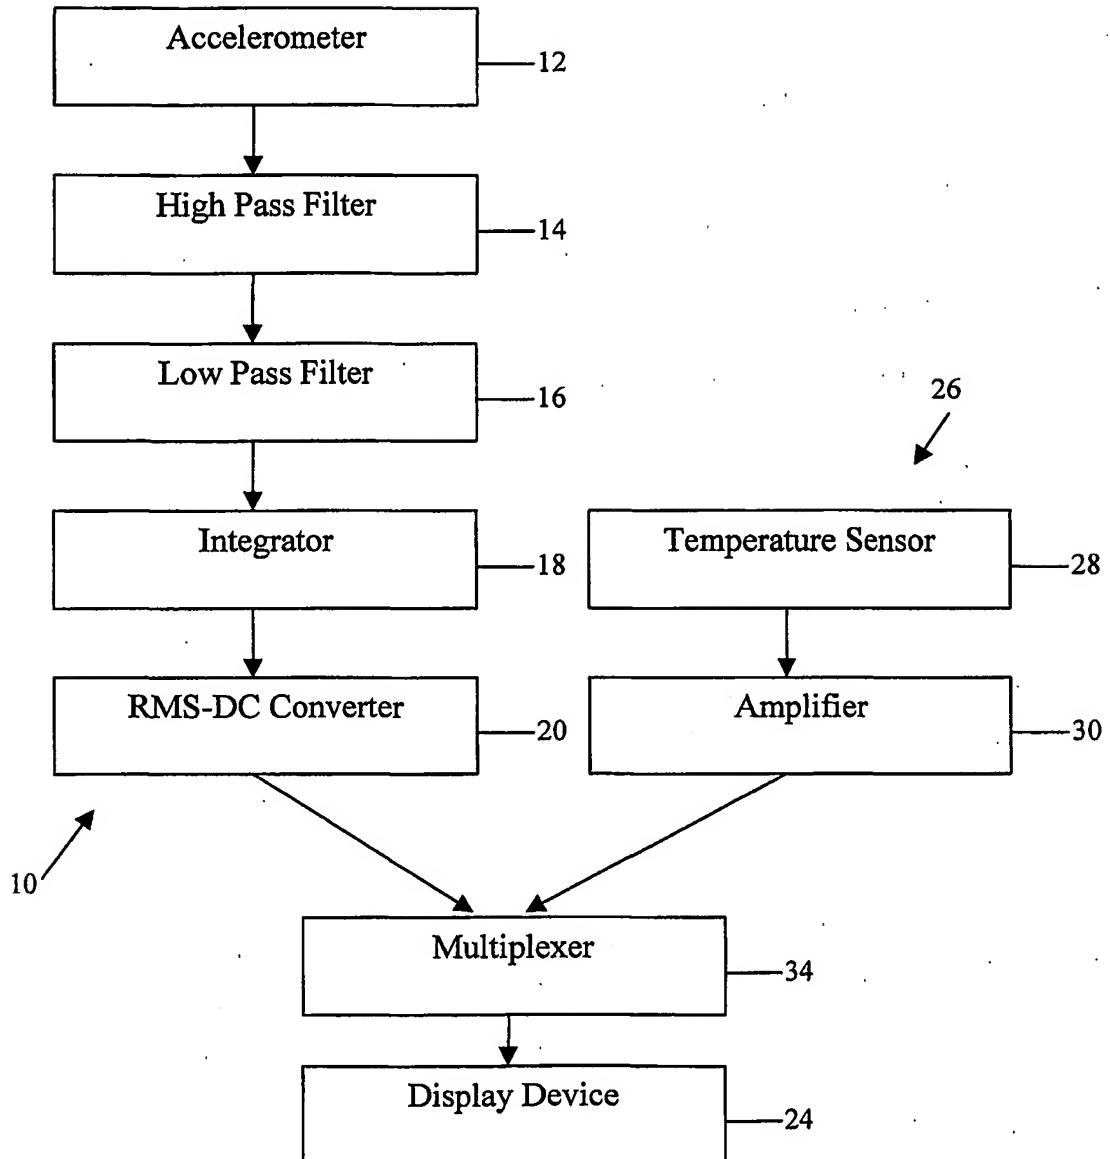 Accelerometer
12
High Pass Filter
14
Low Pass Filter
16
26
Integrator
18
Temperature Sensor
28
RMS-DC Converter
20
Amplifier
30
10
Multiplexer
34
Display Device
24